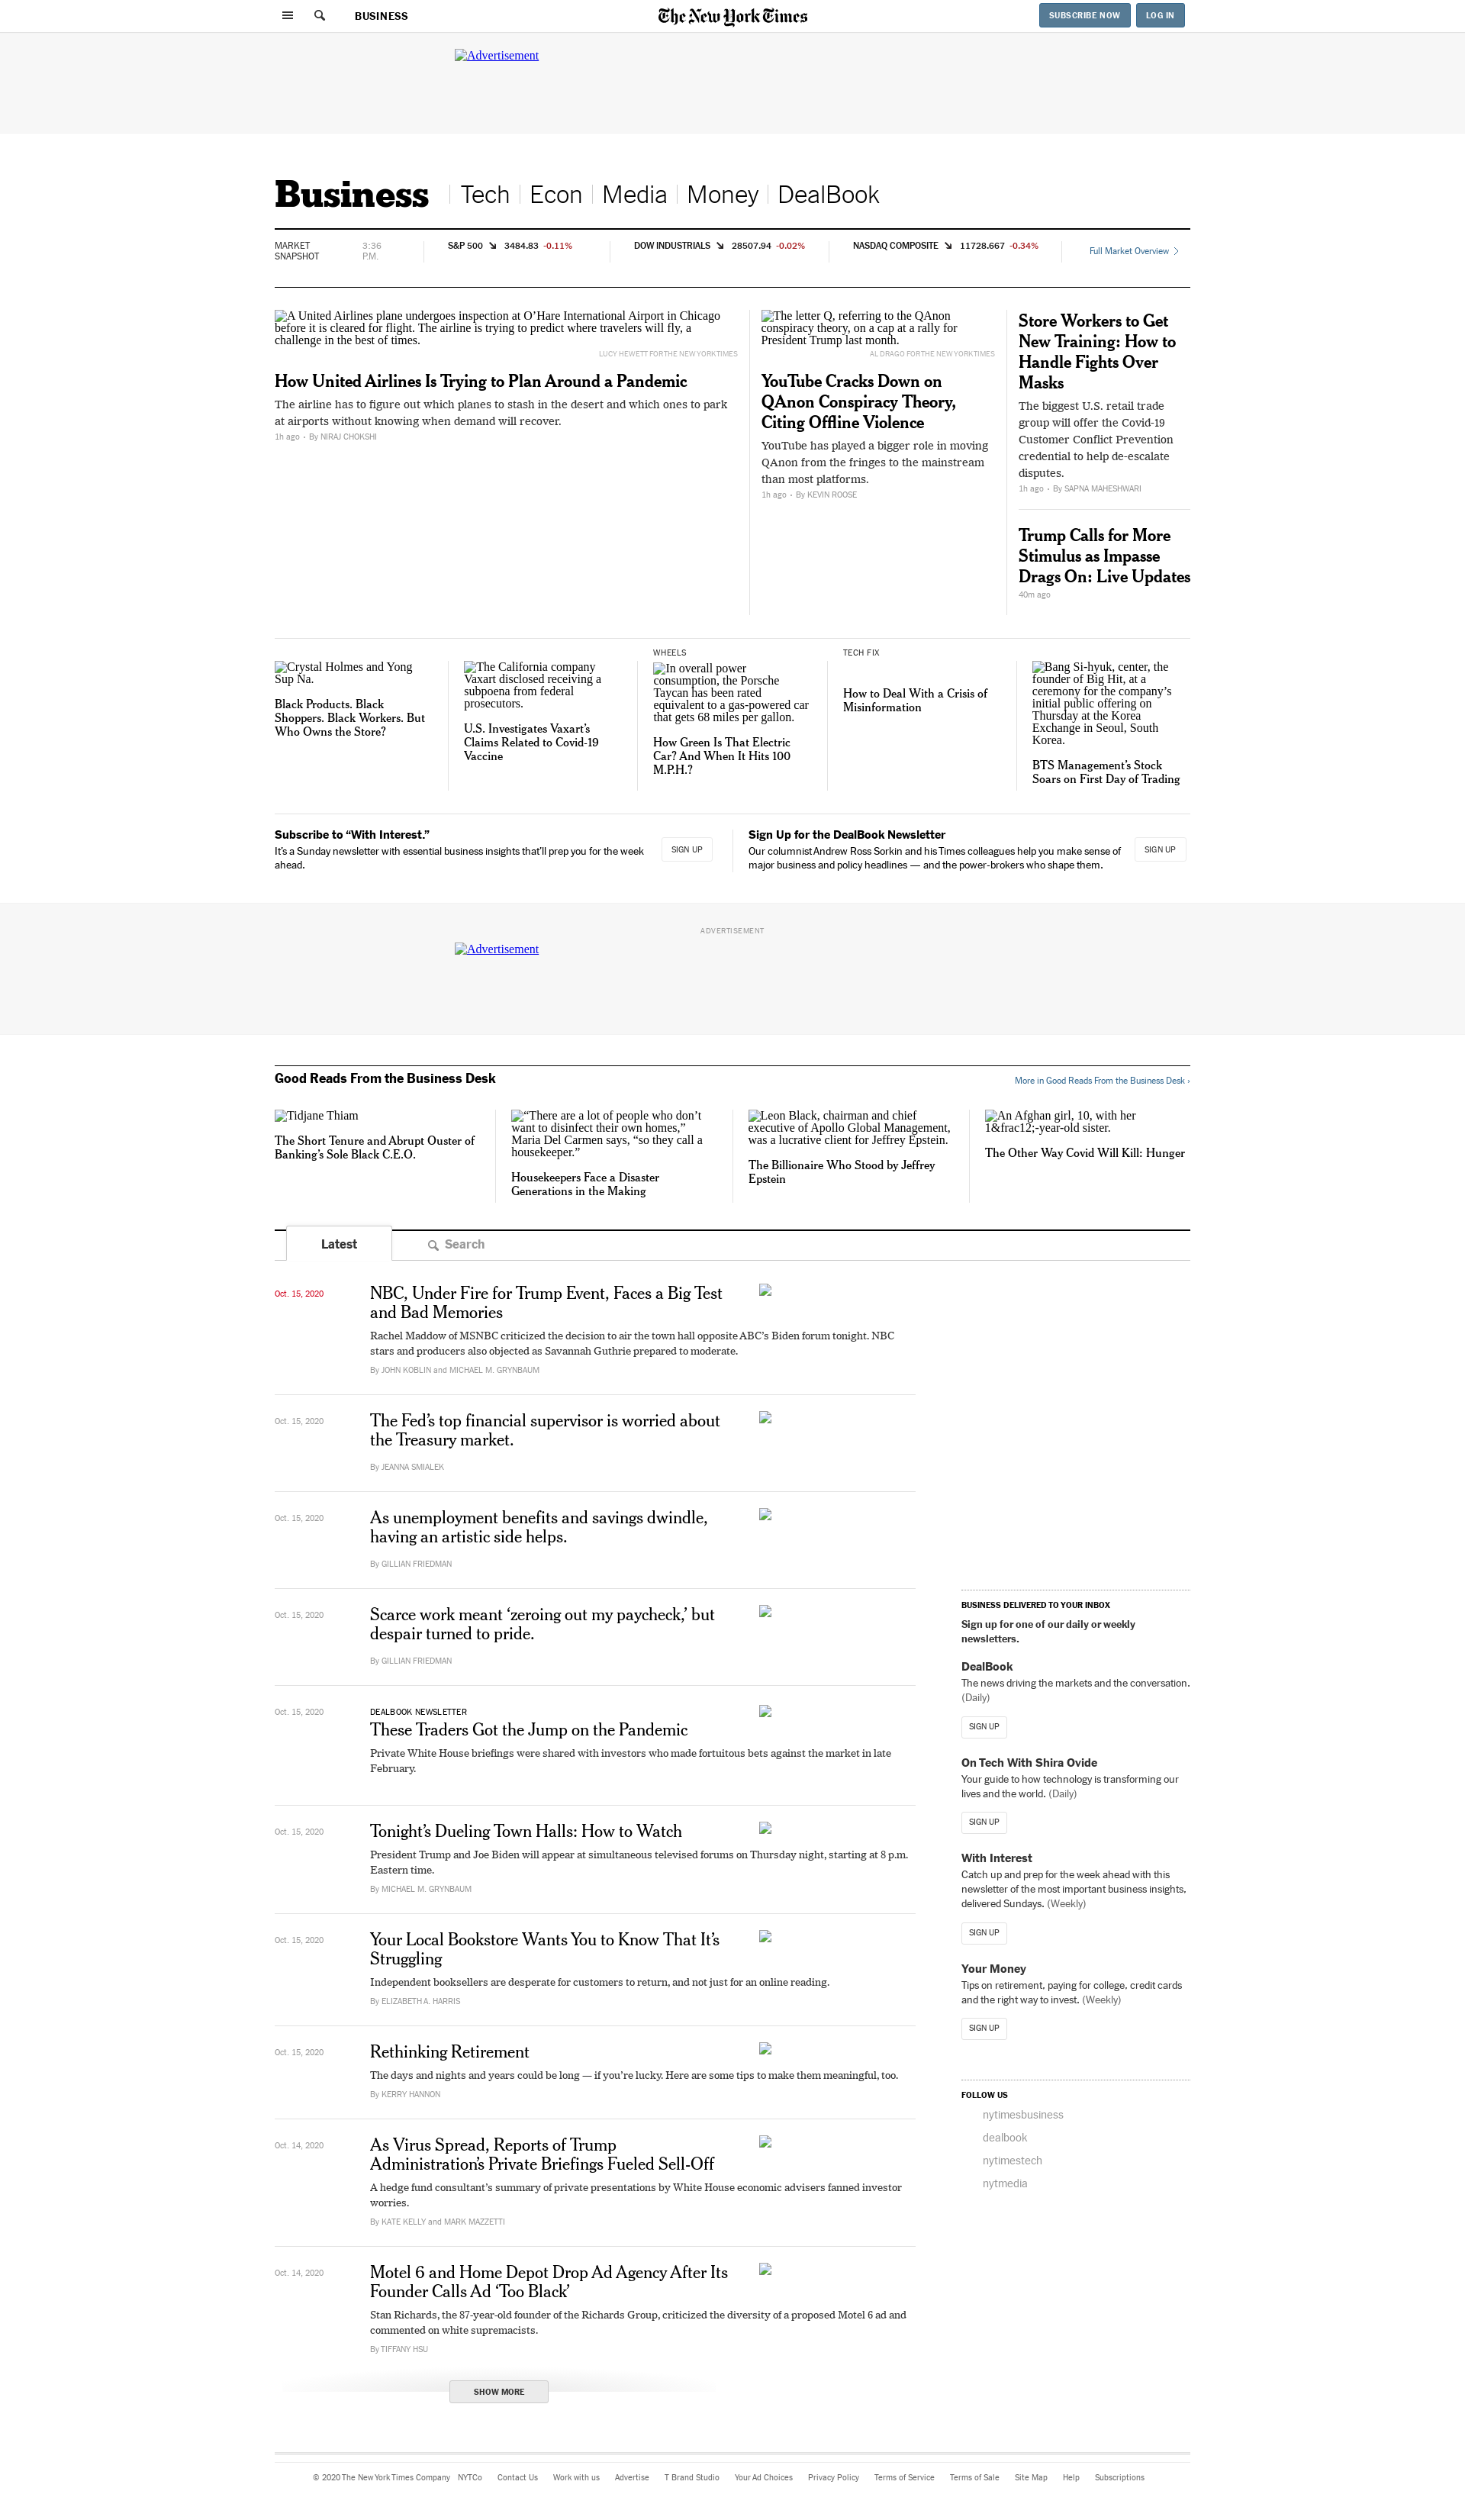 BUSINESS
The New York Times
SUBSCRIBE NOW
LOG IN
Advertisement
Business
Tech
Econ
Media
Money
DealBook
MARKET
SNAPSHOT
3:36
P.M.
S&P 500 3484.83 -0.11%
DOW INDUSTRIALS 28507.94 -0.02%
NASDAQ COMPOSITE 11728.667 -0.34%
Full Market Overview
A United Airlines plane undergoes inspection at O’Hare International Airport in Chicago
before it is cleared for flight. The airline is trying to predict where travelers will fly, a
challenge in the best of times.
LUCY HEWETT FOR THE NEW YORK TIMES
How United Airlines Is Trying to Plan Around a Pandemic
The airline has to figure out which planes to stash in the desert and which ones to park
at airports without knowing when demand will recover.
1h ago • By NIRAJ CHOKSHI
The letter Q, referring to the QAnon
conspiracy theory, on a cap at a rally for
President Trump last month.
AL DRAGO FOR THE NEW YORK TIMES
YouTube Cracks Down on
QAnon Conspiracy Theory,
Citing Offline Violence
YouTube has played a bigger role in moving
QAnon from the fringes to the mainstream
than most platforms.
1h ago • By KEVIN ROOSE
Store Workers to Get
New Training: How to
Handle Fights Over
Masks
The biggest U.S. retail trade
group will offer the Covid-19
Customer Conflict Prevention
credential to help de-escalate
disputes.
1h ago • By SAPNA MAHESHWARI
Trump Calls for More
Stimulus as Impasse
Drags On: Live Updates
40m ago
Crystal Holmes and Yong
Sup Na.
Black Products. Black
Shoppers. Black Workers. But
Who Owns the Store?
The California company
Vaxart disclosed receiving a
subpoena from federal
prosecutors.
U.S. Investigates Vaxart’s
Claims Related to Covid-19
Vaccine
WHEELS
In overall power
consumption, the Porsche
Taycan has been rated
equivalent to a gas-powered car
that gets 68 miles per gallon.
How Green Is That Electric
Car? And When It Hits 100
M.P.H.?
TECH FIX
How to Deal With a Crisis of
Misinformation
Bang Si-hyuk, center, the
founder of Big Hit, at a
ceremony for the company’s
initial public offering on
Thursday at the Korea
Exchange in Seoul, South
Korea.
BTS Management’s Stock
Soars on First Day of Trading
Subscribe to “With Interest.”
It’s a Sunday newsletter with essential business insights that’ll prep you for the week
ahead.
SIGN UP
Sign Up for the DealBook Newsletter
Our columnist Andrew Ross Sorkin and his Times colleagues help you make sense of
major business and policy headlines — and the power-brokers who shape them.
SIGN UP
ADVERTISEMENT
Advertisement
Good Reads From the Business Desk
More in Good Reads From the Business Desk ›
Tidjane Thiam
The Short Tenure and Abrupt Ouster of
Banking’s Sole Black C.E.O.
“There are a lot of people who don’t
want to disinfect their own homes,”
Maria Del Carmen says, “so they call a
housekeeper.”
Housekeepers Face a Disaster
Generations in the Making
Leon Black, chairman and chief
executive of Apollo Global Management,
was a lucrative client for Jeffrey Epstein.
The Billionaire Who Stood by Jeffrey
Epstein
An Afghan girl, 10, with her
1&frac12;-year-old sister.
The Other Way Covid Will Kill: Hunger
Latest
Search
Oct. 15, 2020
NBC, Under Fire for Trump Event, Faces a Big Test
and Bad Memories
Rachel Maddow of MSNBC criticized the decision to air the town hall opposite ABC’s Biden forum tonight. NBC
stars and producers also objected as Savannah Guthrie prepared to moderate.
By JOHN KOBLIN and MICHAEL M. GRYNBAUM
Oct. 15, 2020
The Fed’s top financial supervisor is worried about
the Treasury market.
By JEANNA SMIALEK
Oct. 15, 2020
As unemployment benefits and savings dwindle,
having an artistic side helps.
By GILLIAN FRIEDMAN
Oct. 15, 2020
Scarce work meant ‘zeroing out my paycheck,’ but
despair turned to pride.
By GILLIAN FRIEDMAN
Oct. 15, 2020
DEALBOOK NEWSLETTER
These Traders Got the Jump on the Pandemic
Private White House briefings were shared with investors who made fortuitous bets against the market in late
February.
Oct. 15, 2020
Tonight’s Dueling Town Halls: How to Watch
President Trump and Joe Biden will appear at simultaneous televised forums on Thursday night, starting at 8 p.m.
Eastern time.
By MICHAEL M. GRYNBAUM
Oct. 15, 2020
Your Local Bookstore Wants You to Know That It’s
Struggling
Independent booksellers are desperate for customers to return, and not just for an online reading.
By ELIZABETH A. HARRIS
Oct. 15, 2020
Rethinking Retirement
The days and nights and years could be long — if you’re lucky. Here are some tips to make them meaningful, too.
By KERRY HANNON
Oct. 14, 2020
As Virus Spread, Reports of Trump
Administration’s Private Briefings Fueled Sell-Off
A hedge fund consultant’s summary of private presentations by White House economic advisers fanned investor
worries.
By KATE KELLY and MARK MAZZETTI
Oct. 14, 2020
Motel 6 and Home Depot Drop Ad Agency After Its
Founder Calls Ad ‘Too Black’
Stan Richards, the 87-year-old founder of the Richards Group, criticized the diversity of a proposed Motel 6 ad and
commented on white supremacists.
By TIFFANY HSU
SHOW MORE
BUSINESS DELIVERED TO YOUR INBOX
Sign up for one of our daily or weekly
newsletters.
DealBook
The news driving the markets and the conversation.
(Daily)
SIGN UP
On Tech With Shira Ovide
Your guide to how technology is transforming our
lives and the world. (Daily)
SIGN UP
With Interest
Catch up and prep for the week ahead with this
newsletter of the most important business insights,
delivered Sundays. (Weekly)
SIGN UP
Your Money
Tips on retirement, paying for college, credit cards
and the right way to invest. (Weekly)
SIGN UP
FOLLOW US
nytimesbusiness
dealbook
nytimestech
nytmedia
© 2020 The New York Times Company NYTCo Contact Us Work with us Advertise T Brand Studio Your Ad Choices Privacy Policy Terms of Service Terms of Sale Site Map Help Subscriptions